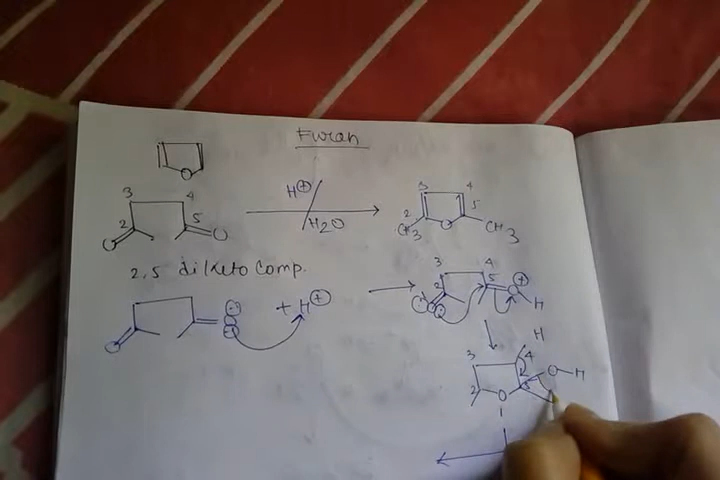 Furan
O
3 4
2 5
O O
H⊕
/H2O
3 4
2 5
CH3 O CH3
2,5 diketo Comp.
O O + H⊕
3 4
2 5
O O⊕
H
H
3 4
2 5
O O-H